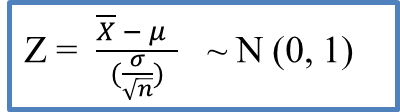 Z = (X̅ − μ) / (σ/√n) ~ N (0, 1)